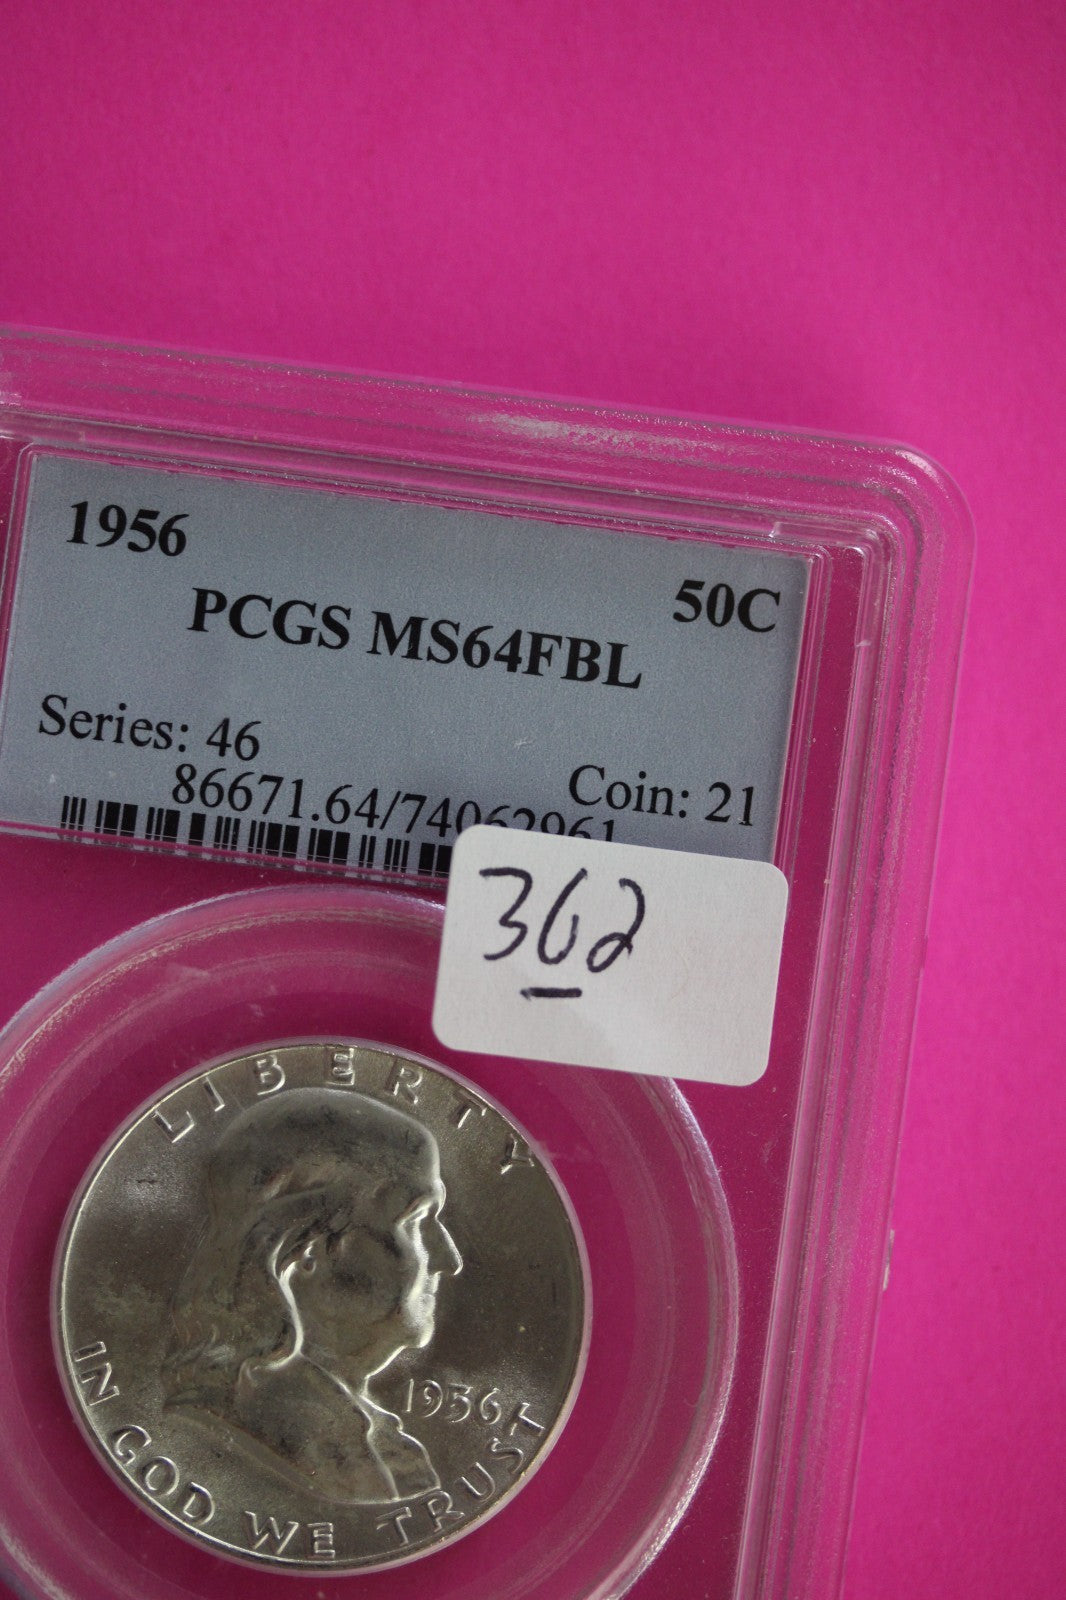 1956
50C
PCGS MS64FBL
Series: 46
Coin: 21
86671.64/74062961
362
LIBERTY
1956
IN GOD WE TRUST